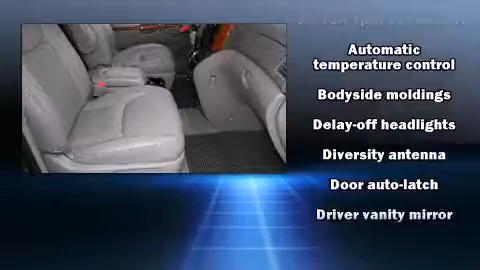 Automatic
temperature control
Bodyside moldings
Delay-off headlights
Diversity antenna
Door auto-latch
Driver vanity mirror